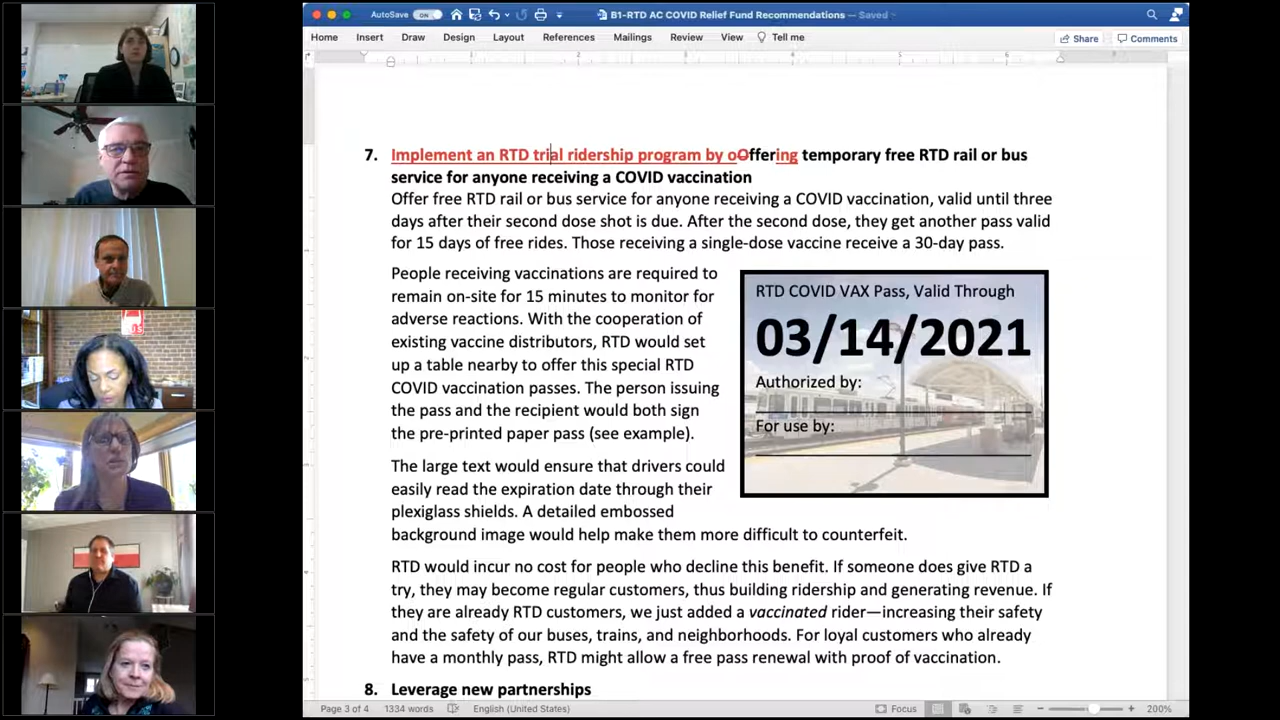 AutoSave ON
B1-RTD AC COVID Relief Fund Recommendations — Saved
Home Insert Draw Design Layout References Mailings Review View Tell me
Share Comments
7. Implement an RTD trial ridership program by oOffering temporary free RTD rail or bus
service for anyone receiving a COVID vaccination
Offer free RTD rail or bus service for anyone receiving a COVID vaccination, valid until three
days after their second dose shot is due. After the second dose, they get another pass valid
for 15 days of free rides. Those receiving a single-dose vaccine receive a 30-day pass.
People receiving vaccinations are required to
remain on-site for 15 minutes to monitor for
adverse reactions. With the cooperation of
existing vaccine distributors, RTD would set
up a table nearby to offer this special RTD
COVID vaccination passes. The person issuing
the pass and the recipient would both sign
the pre-printed paper pass (see example).
RTD COVID VAX Pass, Valid Through
03/14/2021
Authorized by:
For use by:
The large text would ensure that drivers could
easily read the expiration date through their
plexiglass shields. A detailed embossed
background image would help make them more difficult to counterfeit.
RTD would incur no cost for people who decline this benefit. If someone does give RTD a
try, they may become regular customers, thus building ridership and generating revenue. If
they are already RTD customers, we just added a vaccinated rider—increasing their safety
and the safety of our buses, trains, and neighborhoods. For loyal customers who already
have a monthly pass, RTD might allow a free pass renewal with proof of vaccination.
8. Leverage new partnerships
Page 3 of 4 1334 words English (United States) Focus 200%